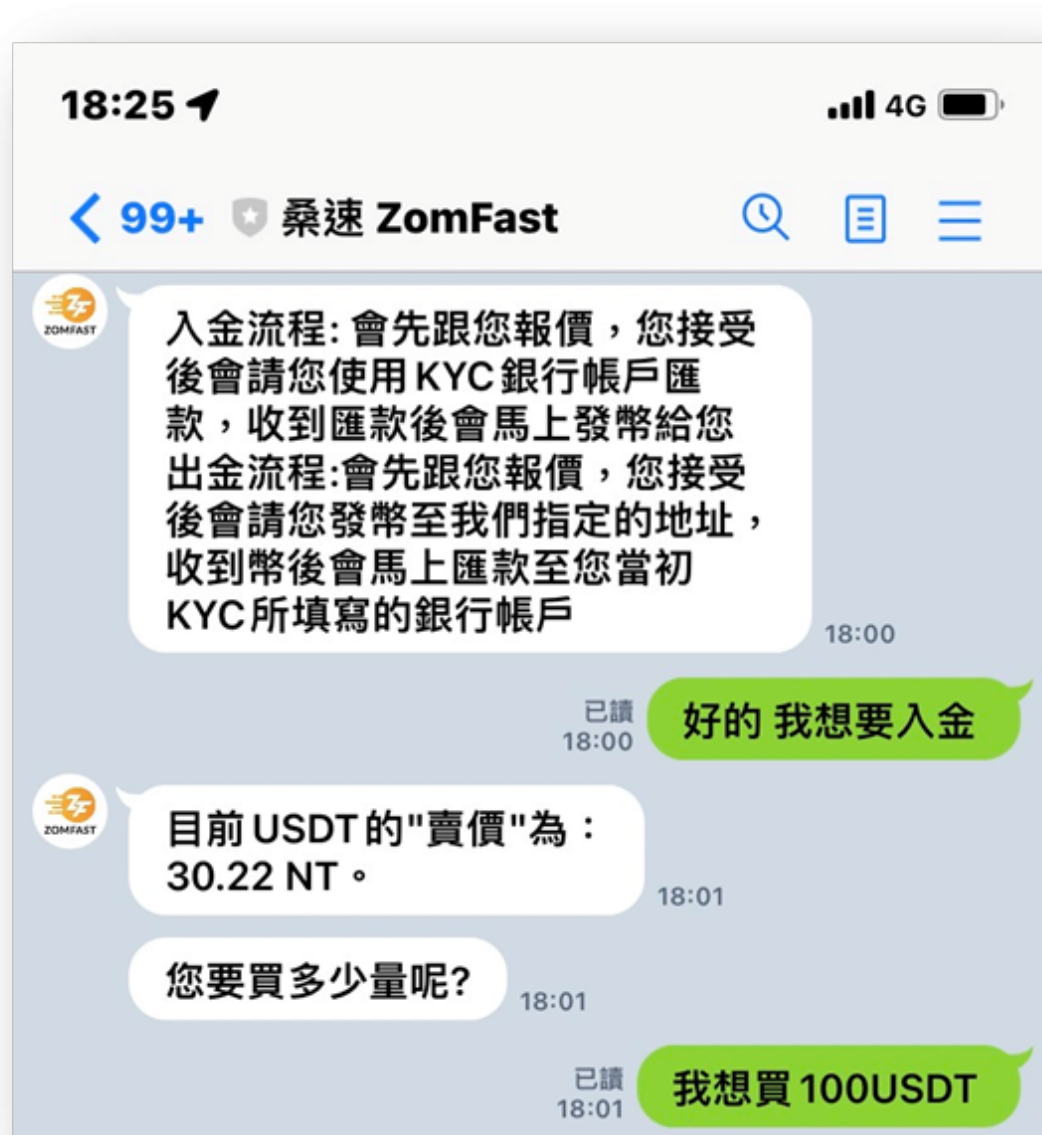 18:25
4G
99+ 桑速 ZomFast
ZF
ZOMFAST
入金流程: 會先跟您報價，您接受
後會請您使用KYC銀行帳戶匯
款，收到匯款後會馬上發幣給您
出金流程:會先跟您報價，您接受
後會請您發幣至我們指定的地址，
收到幣後會馬上匯款至您當初
KYC所填寫的銀行帳戶
18:00
已讀
18:00
好的 我想要入金
ZF
ZOMFAST
目前USDT的"賣價"為：
30.22 NT。
18:01
您要買多少量呢?
18:01
已讀
18:01
我想買100USDT